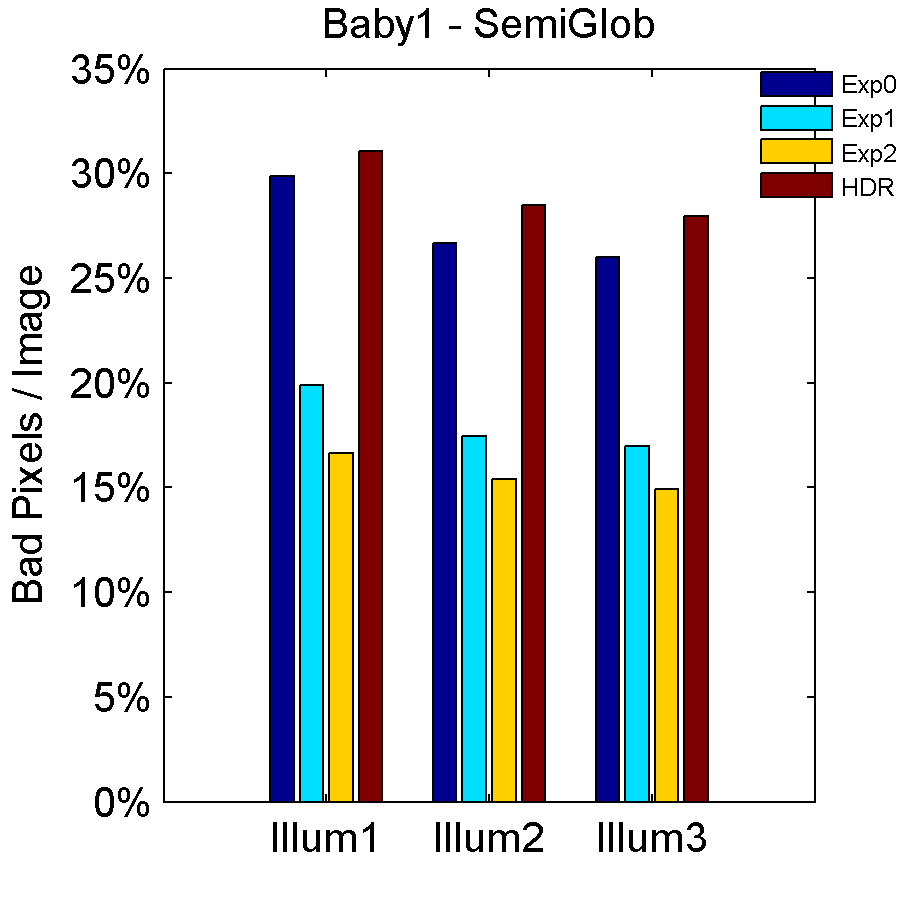 Baby1 - SemiGlob
35%
30%
25%
20%
15%
10%
5%
0%
Bad Pixels / Image
Illum1 Illum2 Illum3
Exp0
Exp1
Exp2
HDR